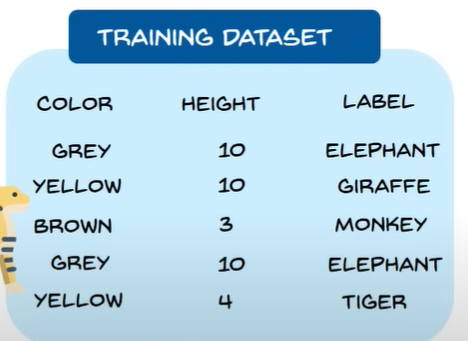 TRAINING DATASET
COLOR HEIGHT LABEL
GREY 10 ELEPHANT
YELLOW 10 GIRAFFE
BROWN 3 MONKEY
GREY 10 ELEPHANT
YELLOW 4 TIGER